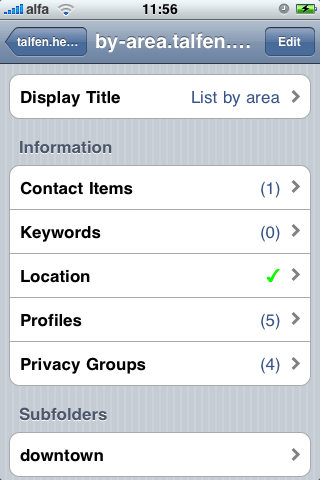 alfa 11:56
talfen.he... by-area.talfen.... Edit
Display Title List by area
Information
Contact Items (1)
Keywords (0)
Location
Profiles (5)
Privacy Groups (4)
Subfolders
downtown